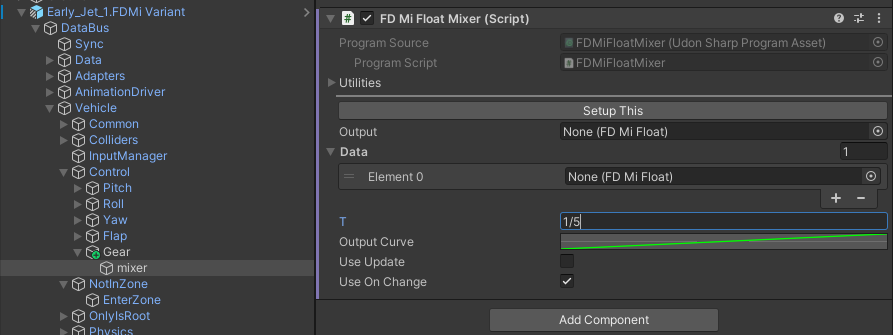 Early_Jet_1.FDMi Variant
DataBus
Sync
Data
Adapters
AnimationDriver
Vehicle
Common
Colliders
InputManager
Control
Pitch
Roll
Yaw
Flap
Gear
mixer
NotInZone
EnterZone
OnlyIsRoot
Physics
# FD Mi Float Mixer (Script)
Program Source FDMiFloatMixer (Udon Sharp Program Asset)
Program Script # FDMiFloatMixer
Utilities
Setup This
Output None (FD Mi Float)
Data 1
Element 0 None (FD Mi Float)
+ −
T 1/5
Output Curve
Use Update
Use On Change
Add Component